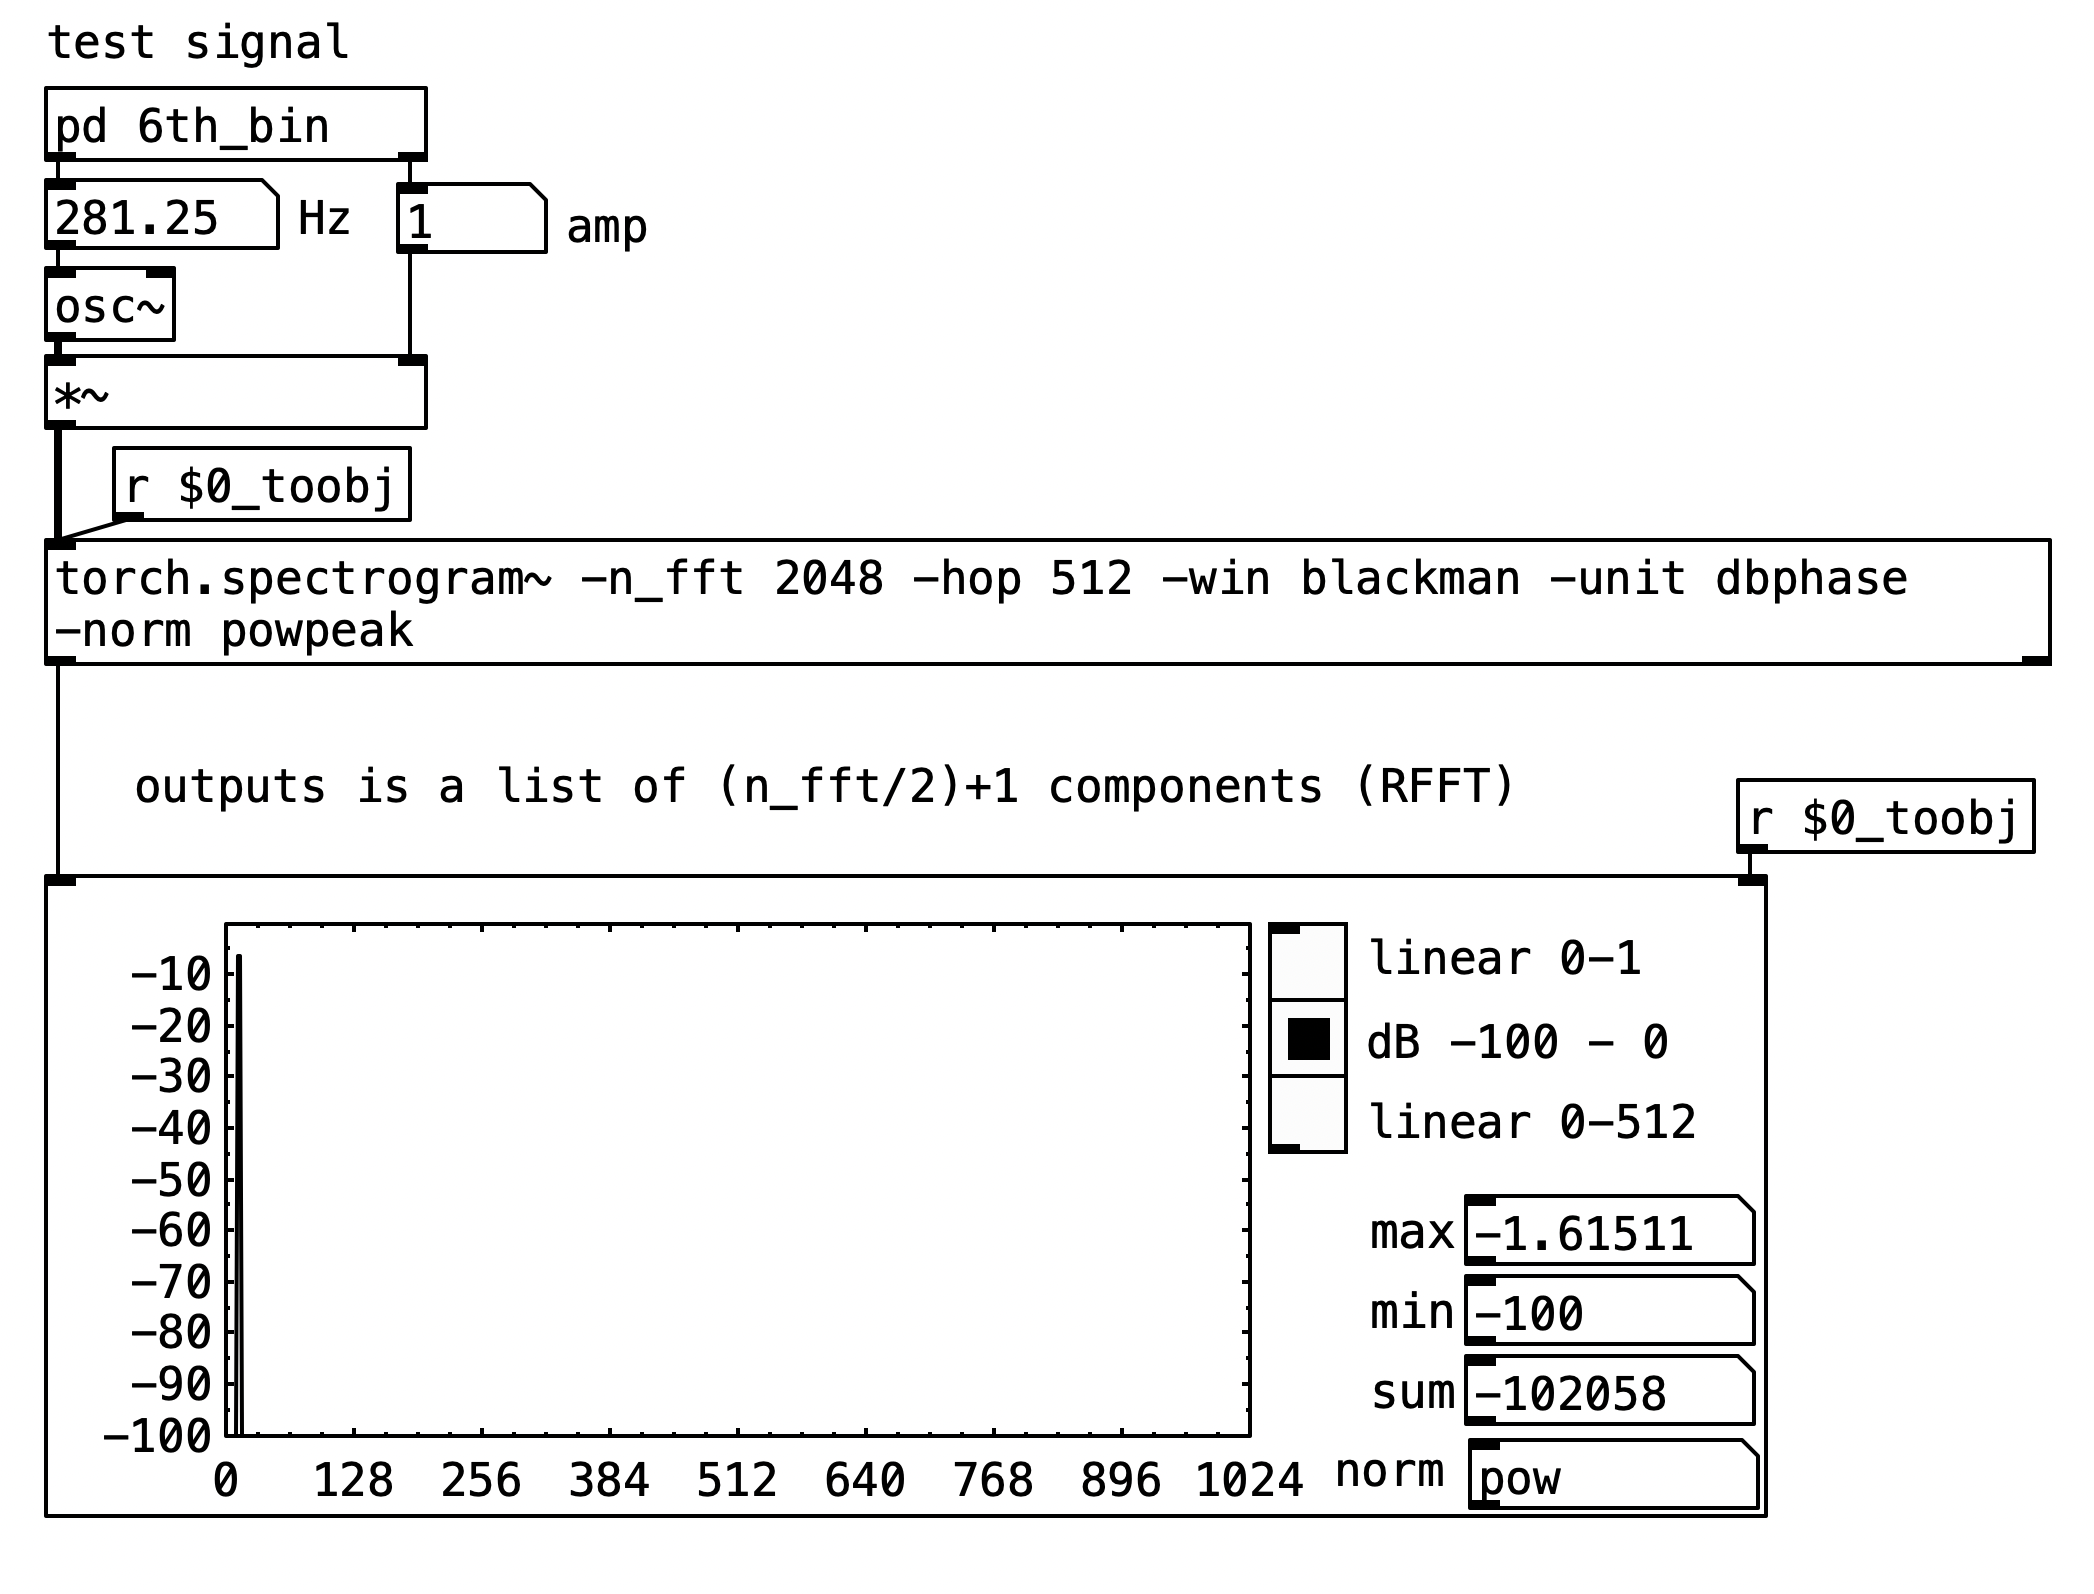 test signal
pd 6th_bin
281.25 Hz
1 amp
osc~
*~
r $0_toobj
torch.spectrogram~ -n_fft 2048 -hop 512 -win blackman -unit dbphase
-norm powpeak
outputs is a list of (n_fft/2)+1 components (RFFT)
r $0_toobj
-10
-20
-30
-40
-50
-60
-70
-80
-90
-100
0 128 256 384 512 640 768 896 1024
linear 0-1
dB -100 - 0
linear 0-512
max -1.61511
min -100
sum -102058
norm pow